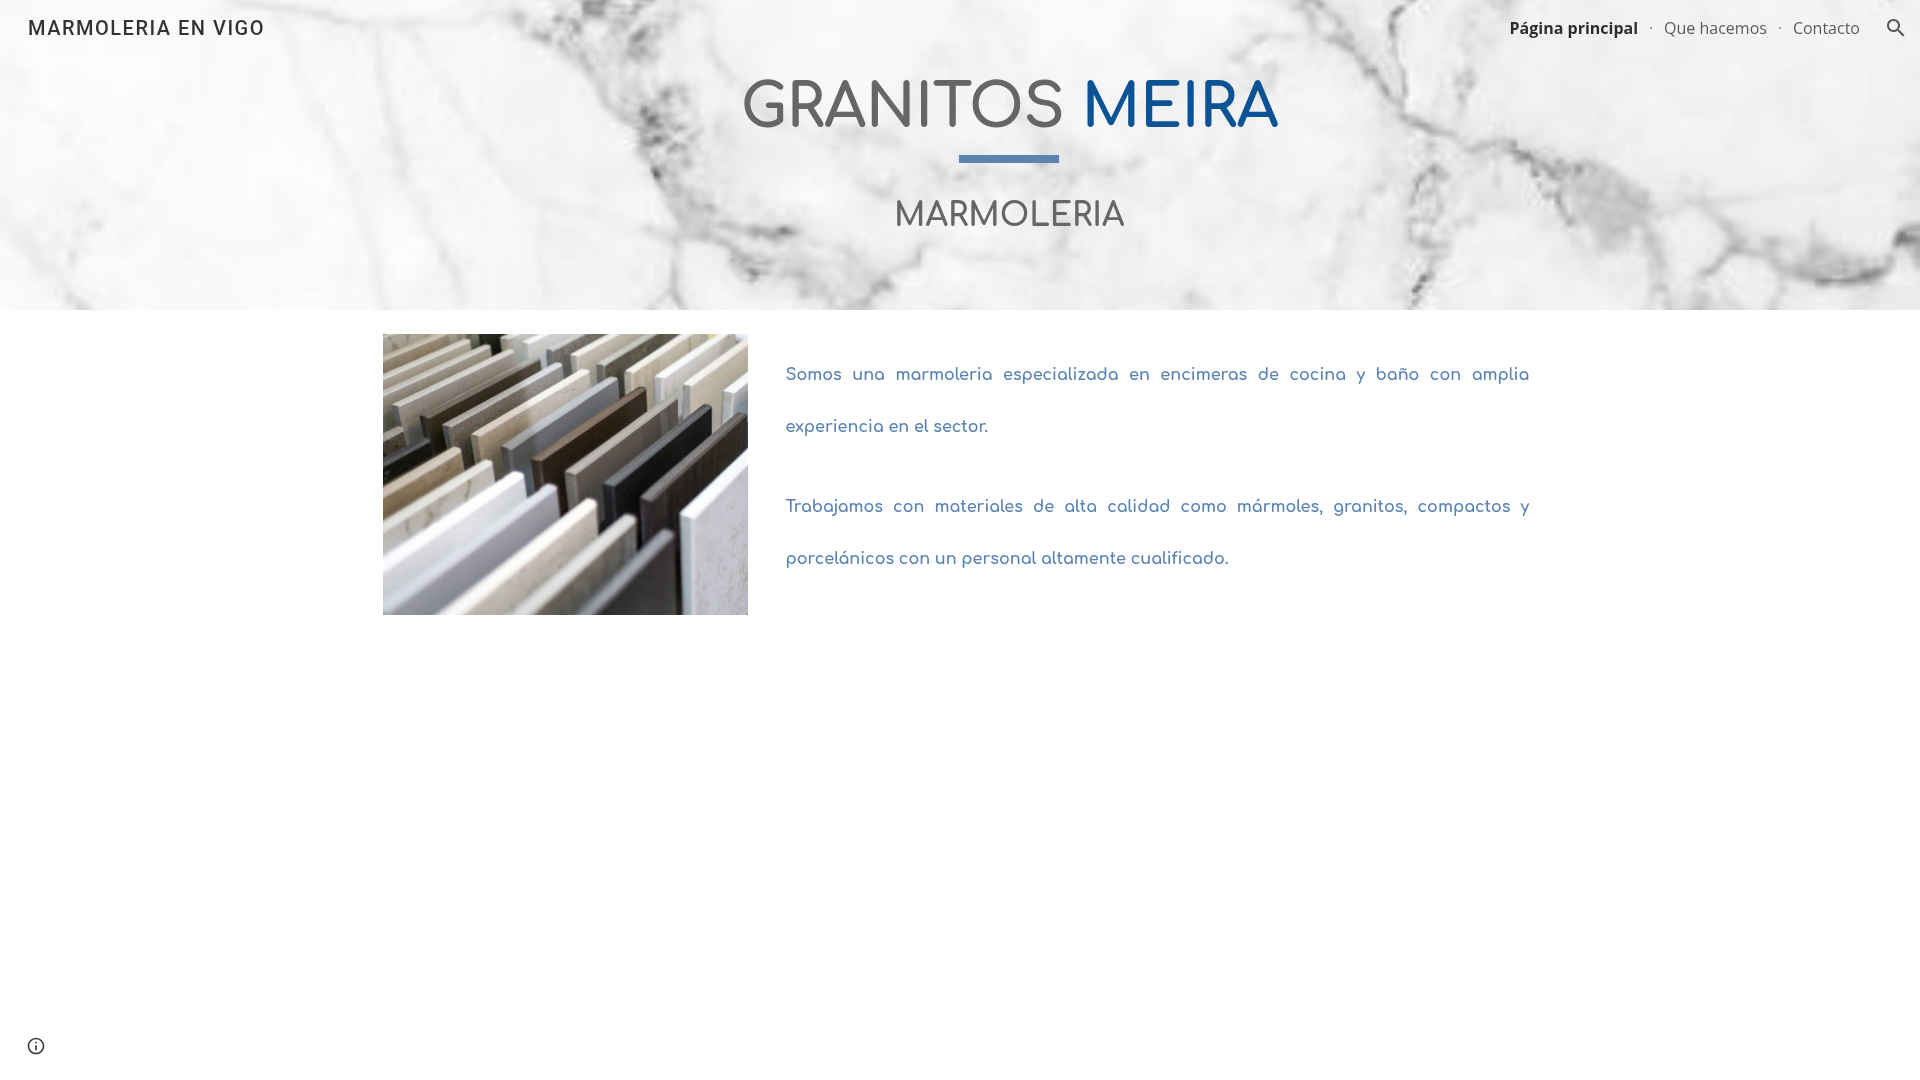 MARMOLERIA EN VIGO
Página principal · Que hacemos · Contacto
GRANITOS MEIRA
MARMOLERIA
Somos una marmoleria especializada en encimeras de cocina y baño con amplia
experiencia en el sector.
Trabajamos con materiales de alta calidad como mármoles, granitos, compactos y
porcelánicos con un personal altamente cualificado.